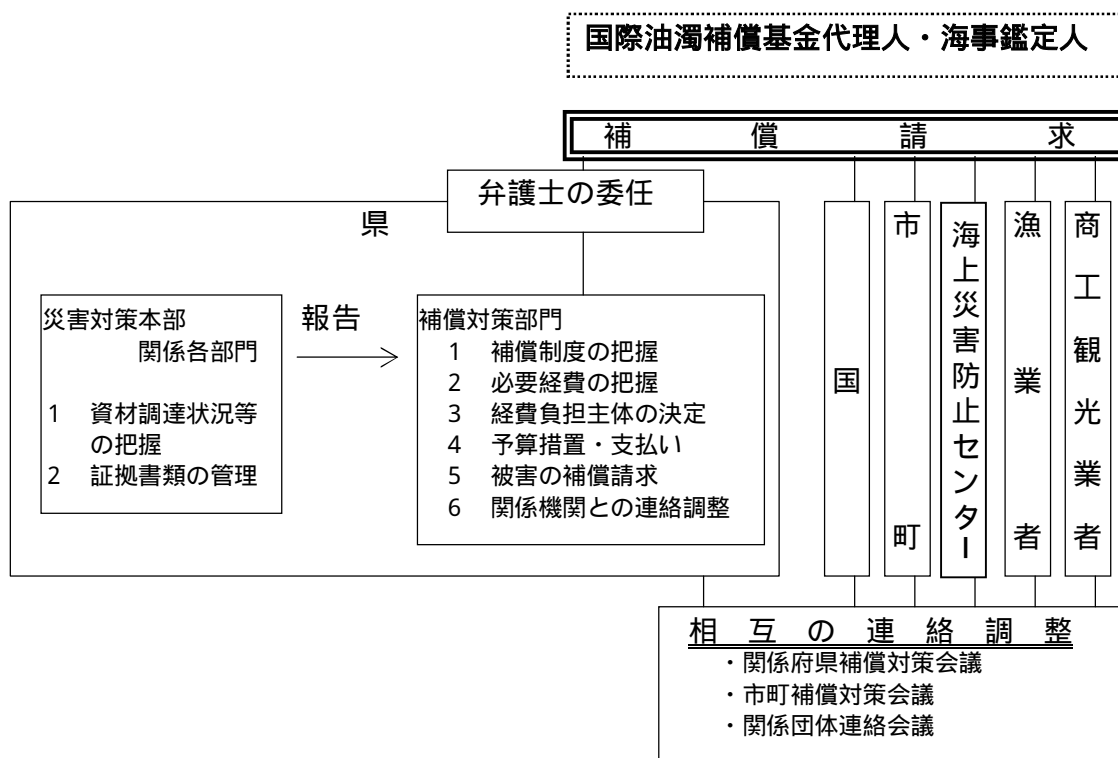 国際油濁補償基金代理人・海事鑑定人
補償請求
弁護士の委任
県
災害対策本部
関係各部門
1 資材調達状況等
の把握
2 証拠書類の管理
報告
補償対策部門
1 補償制度の把握
2 必要経費の把握
3 経費負担主体の決定
4 予算措置・支払い
5 被害の補償請求
6 関係機関との連絡調整
国
市町
海上災害防止センター
漁業者
商工観光業者
相互の連絡調整
・関係府県補償対策会議
・市町補償対策会議
・関係団体連絡会議